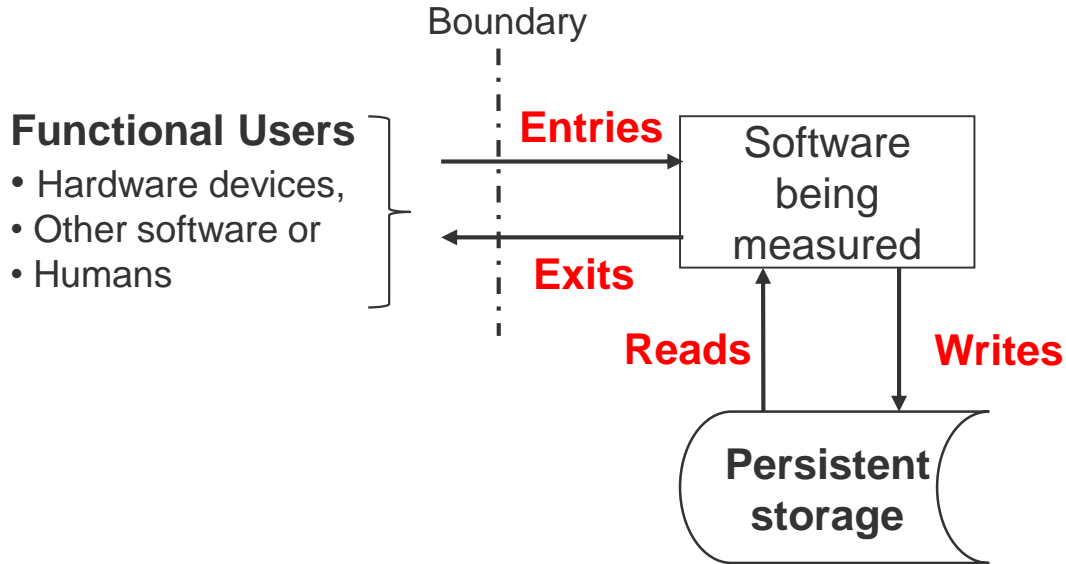 Boundary
Functional Users
• Hardware devices,
• Other software or
• Humans
Entries
Exits
Software
being
measured
Reads
Writes
Persistent
storage